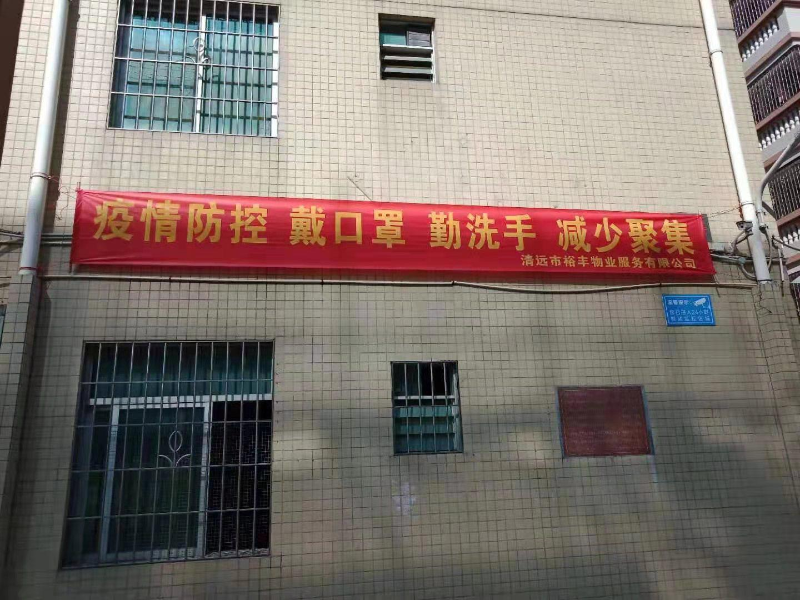 疫情防控 戴口罩 勤洗手 减少聚集
清远市裕丰物业服务有限公司